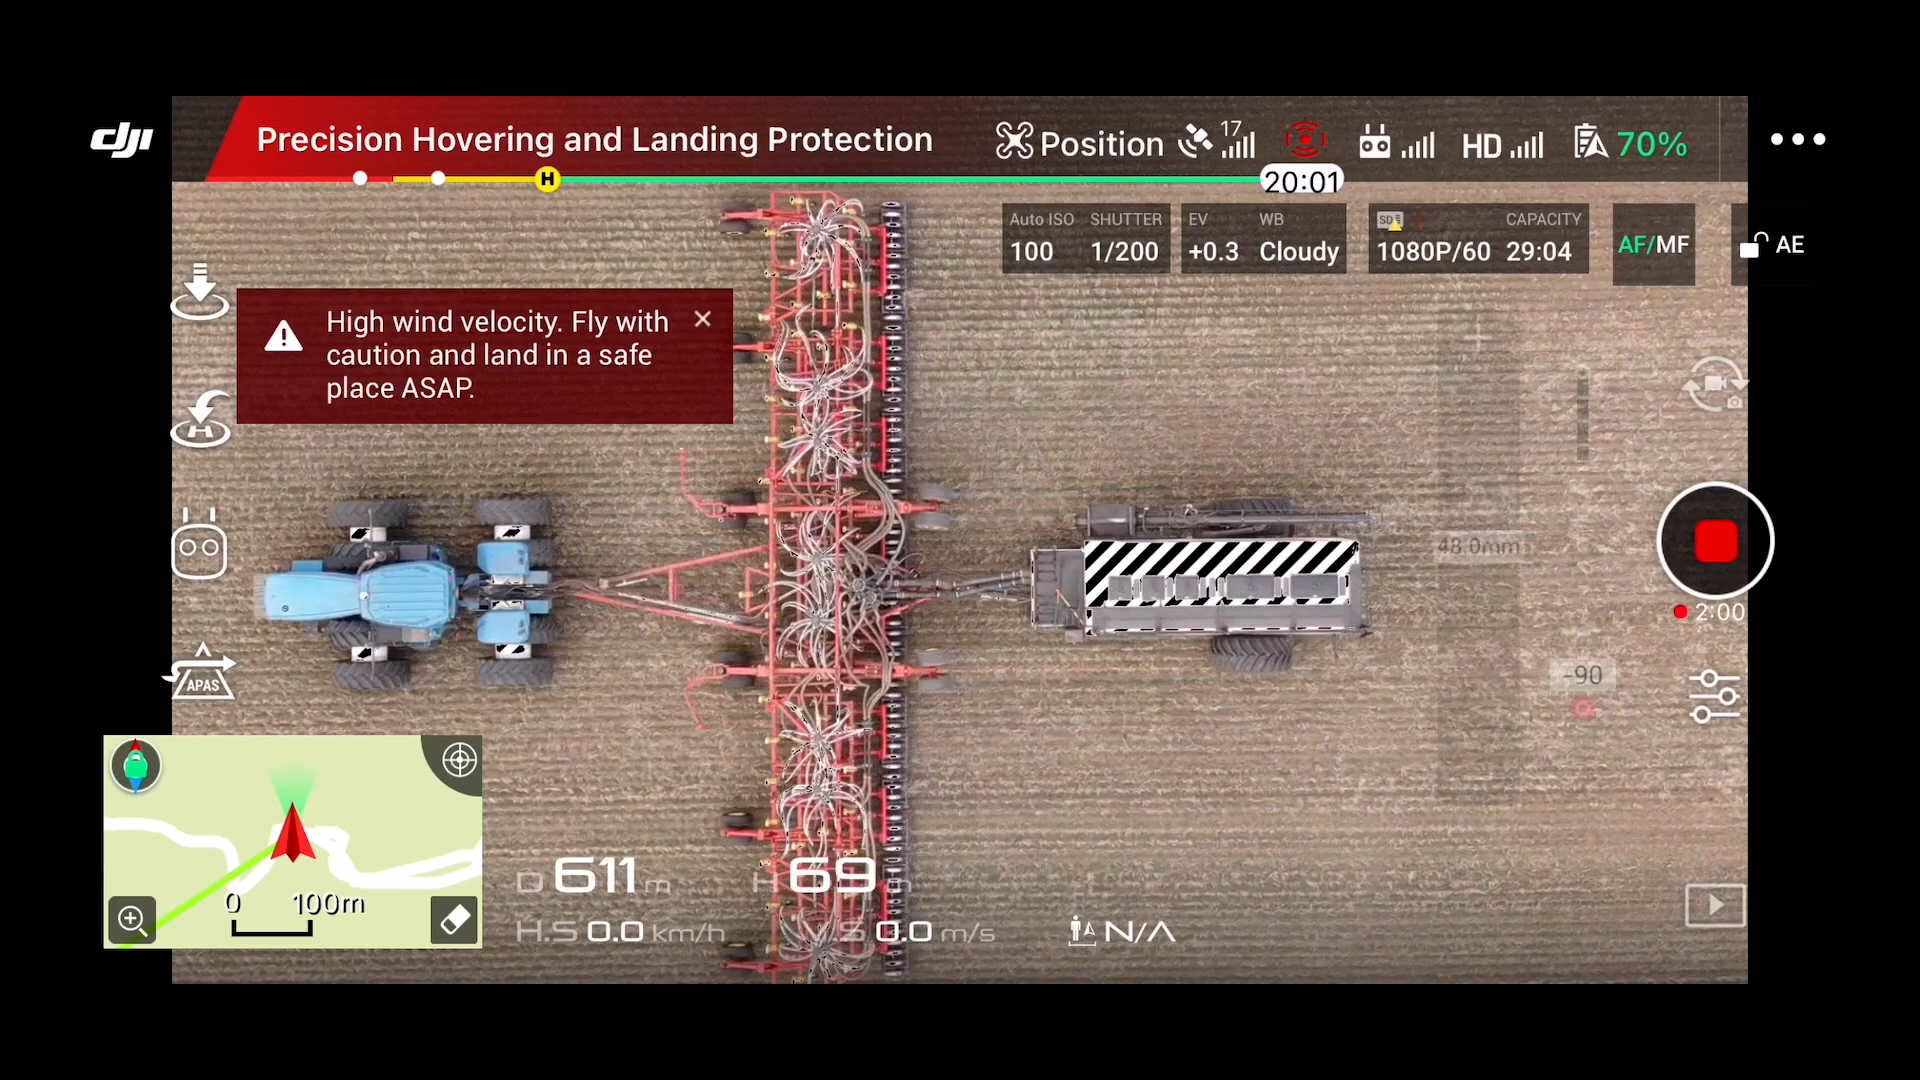 dji
Precision Hovering and Landing Protection
Position
17
HD
70%
H
20:01
Auto ISO SHUTTER
100 1/200
EV WB
+0.3 Cloudy
SD CAPACITY
1080P/60 29:04
AF/MF
AE
High wind velocity. Fly with
caution and land in a safe
place ASAP.
48.0mm
2:00
-90
APAS
0 100m
D 611 m
H 69 m
H.S 0.0 km/h
V.S 0.0 m/s
N/A